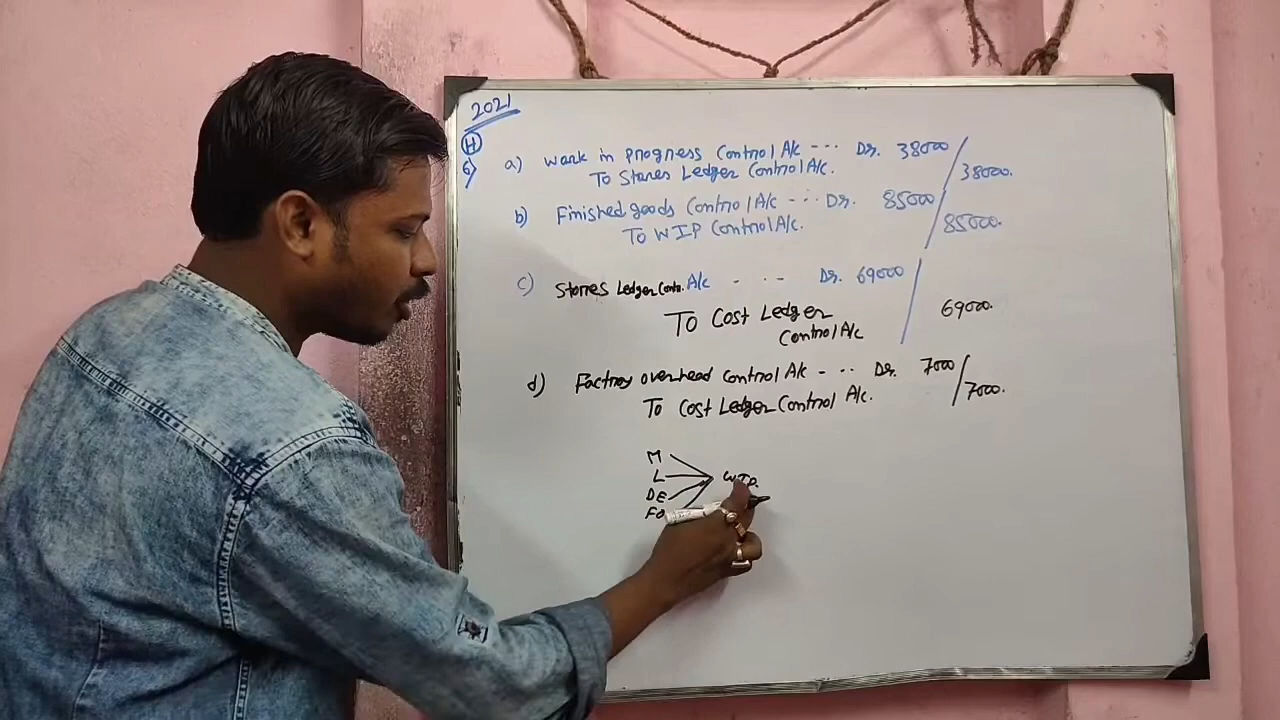 2021
H
6) a) Work in progress Control A/c --- Dr. 38000
To Stores Ledger Control A/c. 38000.
b) Finished goods Control A/c --- Dr. 85000
To WIP Control A/c. 85000.
c) Stores Ledger Contr. A/c - -- Dr. 69000
To Cost Ledger 69000.
Control A/c
d) Factory overhead Control A/c - -- Dr. 7000
To Cost Ledger Control A/c. 7000.
M
L WIP.
DE
FO